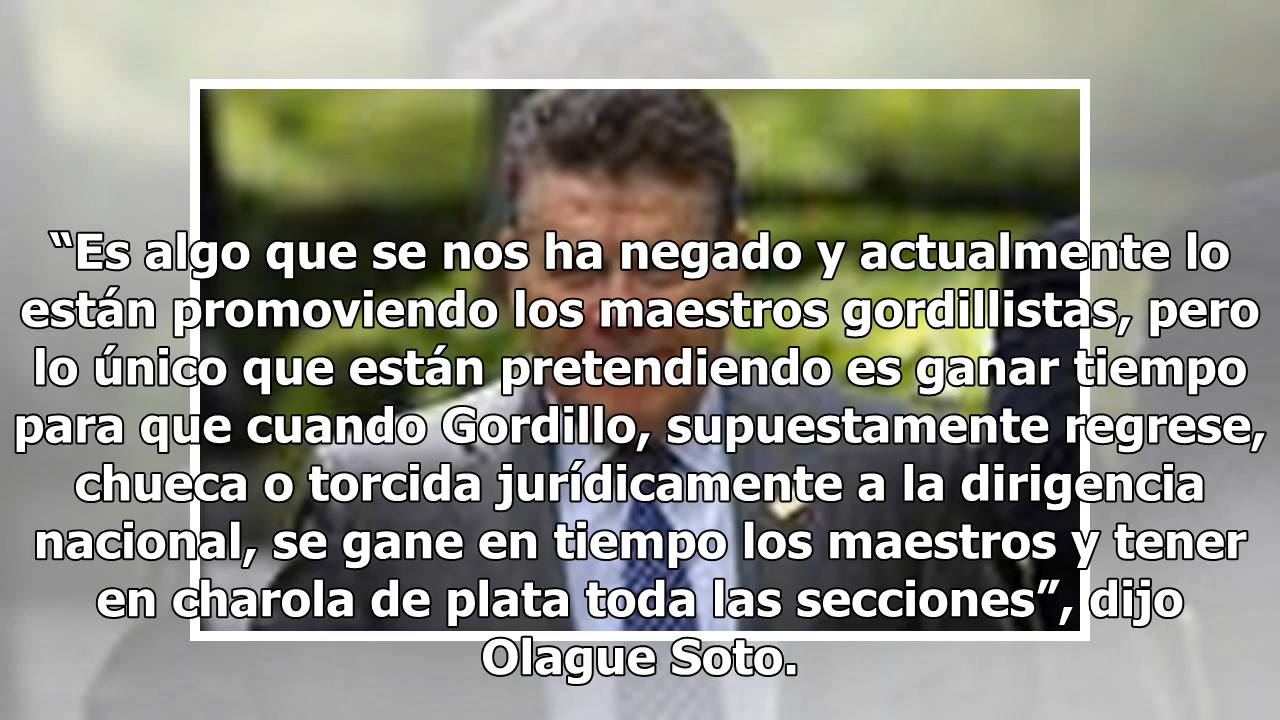 “Es algo que se nos ha negado y actualmente lo
están promoviendo los maestros gordillistas, pero
lo único que están pretendiendo es ganar tiempo
para que cuando Gordillo, supuestamente regrese,
chueca o torcida jurídicamente a la dirigencia
nacional, se gane en tiempo los maestros y tener
en charola de plata toda las secciones”, dijo
Olague Soto.